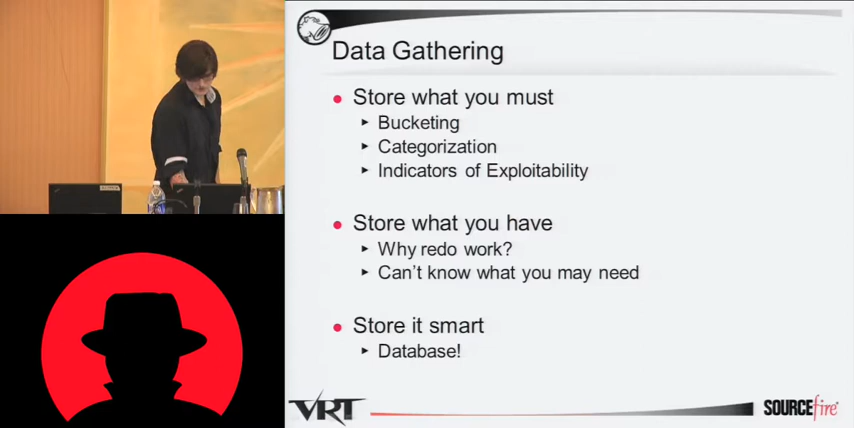 Data Gathering
Store what you must
Bucketing
Categorization
Indicators of Exploitability
Store what you have
Why redo work?
Can't know what you may need
Store it smart
Database!
VRT
SOURCEfire